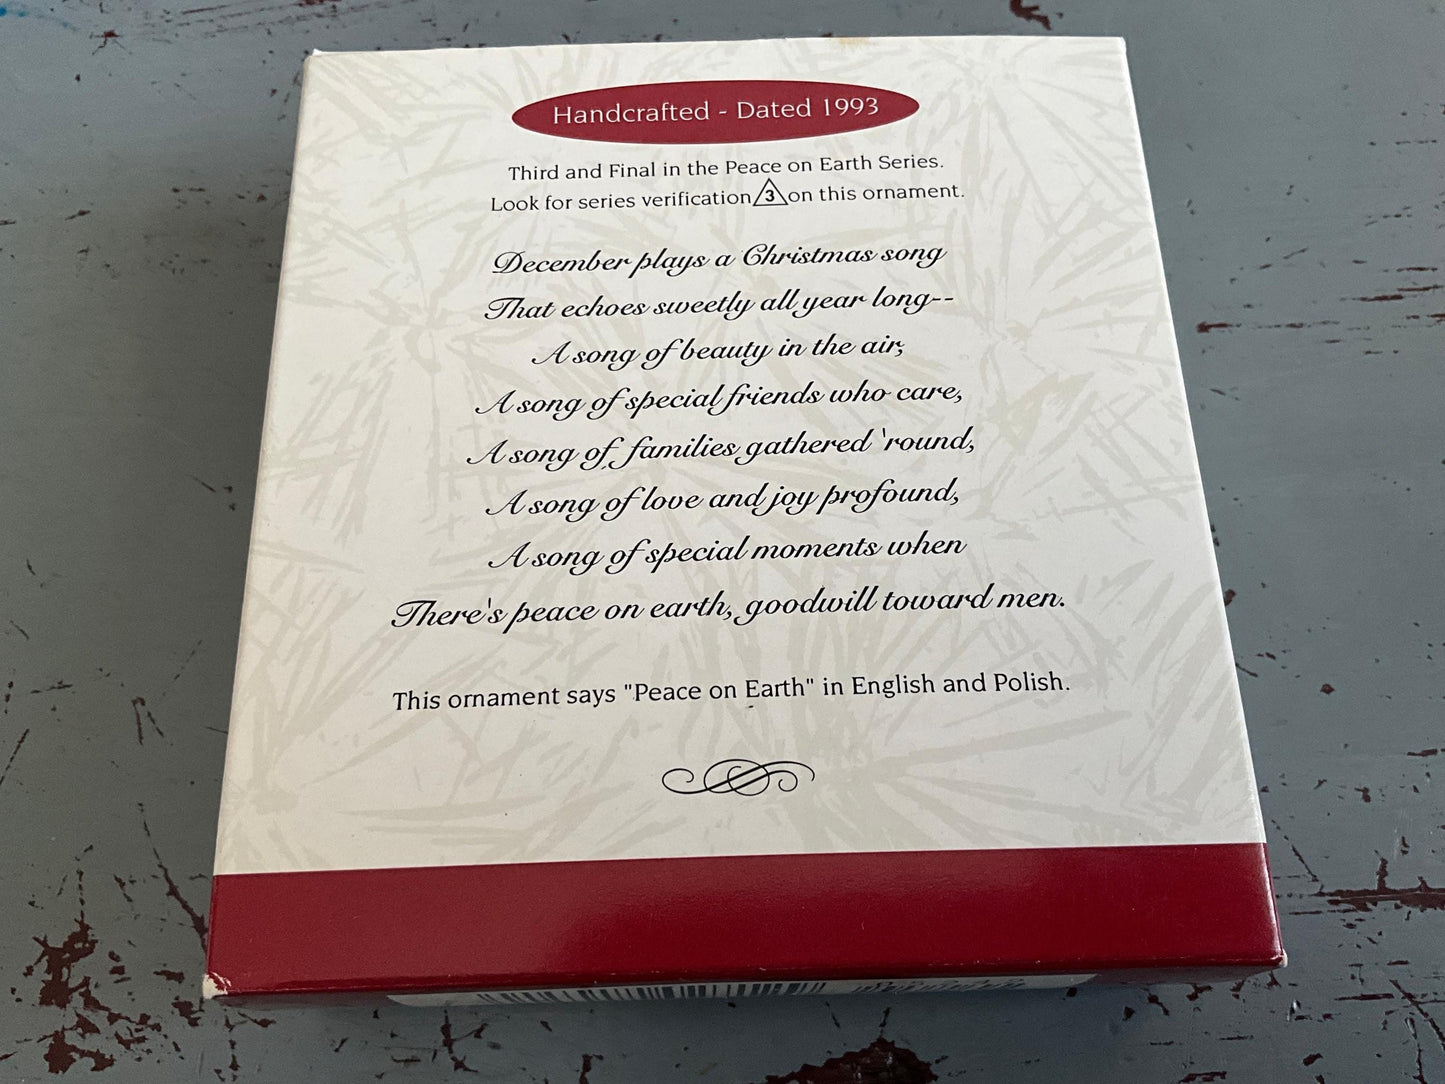 Handcrafted - Dated 1993
Third and Final in the Peace on Earth Series.
Look for series verification 3 on this ornament.
December plays a Christmas song
That echoes sweetly all year long--
A song of beauty in the air,
A song of special friends who care,
A song of families gathered 'round,
A song of love and joy profound,
A song of special moments when
There's peace on earth, goodwill toward men.
This ornament says "Peace on Earth" in English and Polish.